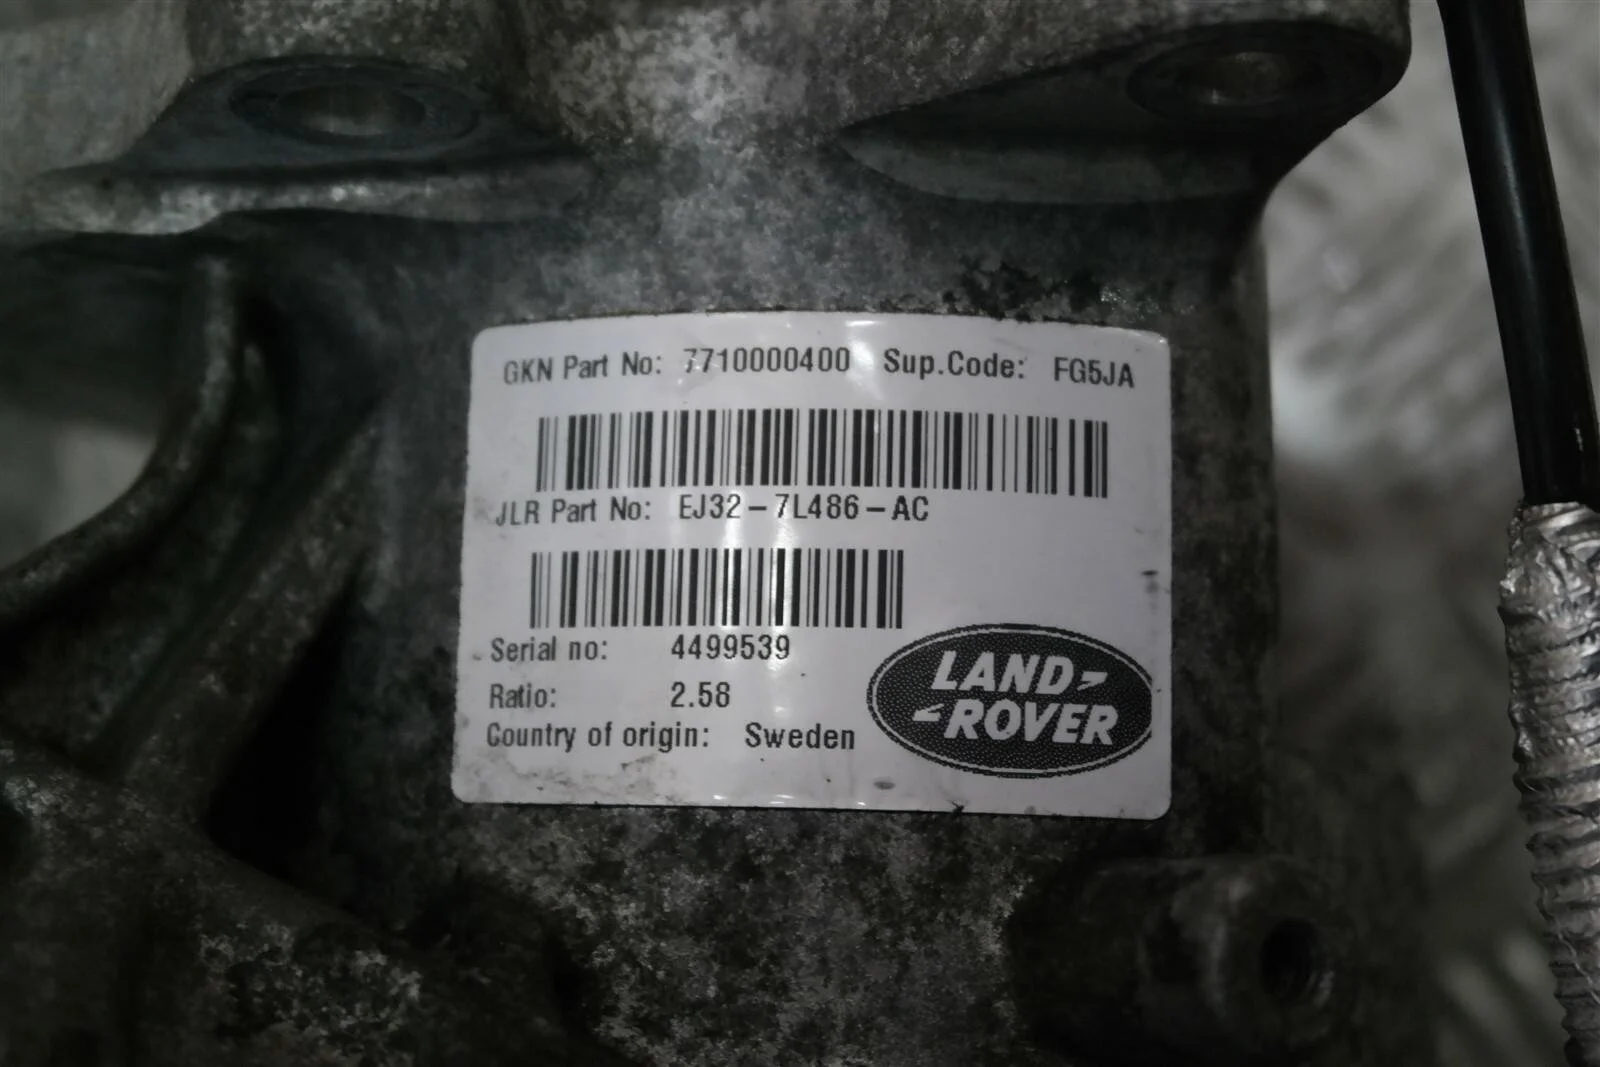 GKN Part No: 7710000400 Sup.Code: FG5JA
JLR Part No: EJ32-7L486-AC
Serial no: 4499539
Ratio: 2.58
Country of origin: Sweden
LAND
ROVER